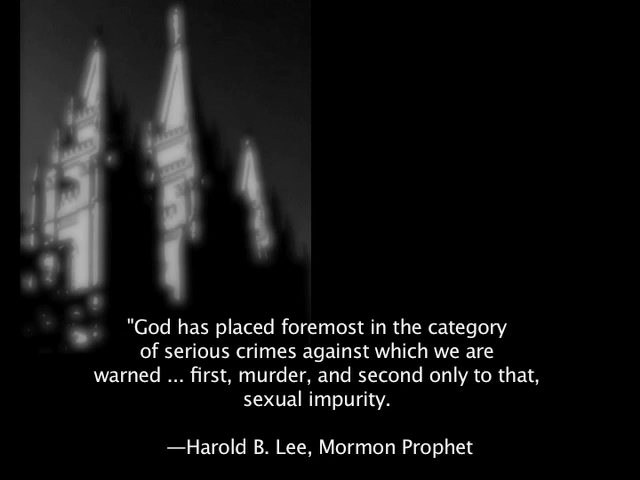 "God has placed foremost in the category
of serious crimes against which we are
warned ... first, murder, and second only to that,
sexual impurity.
—Harold B. Lee, Mormon Prophet